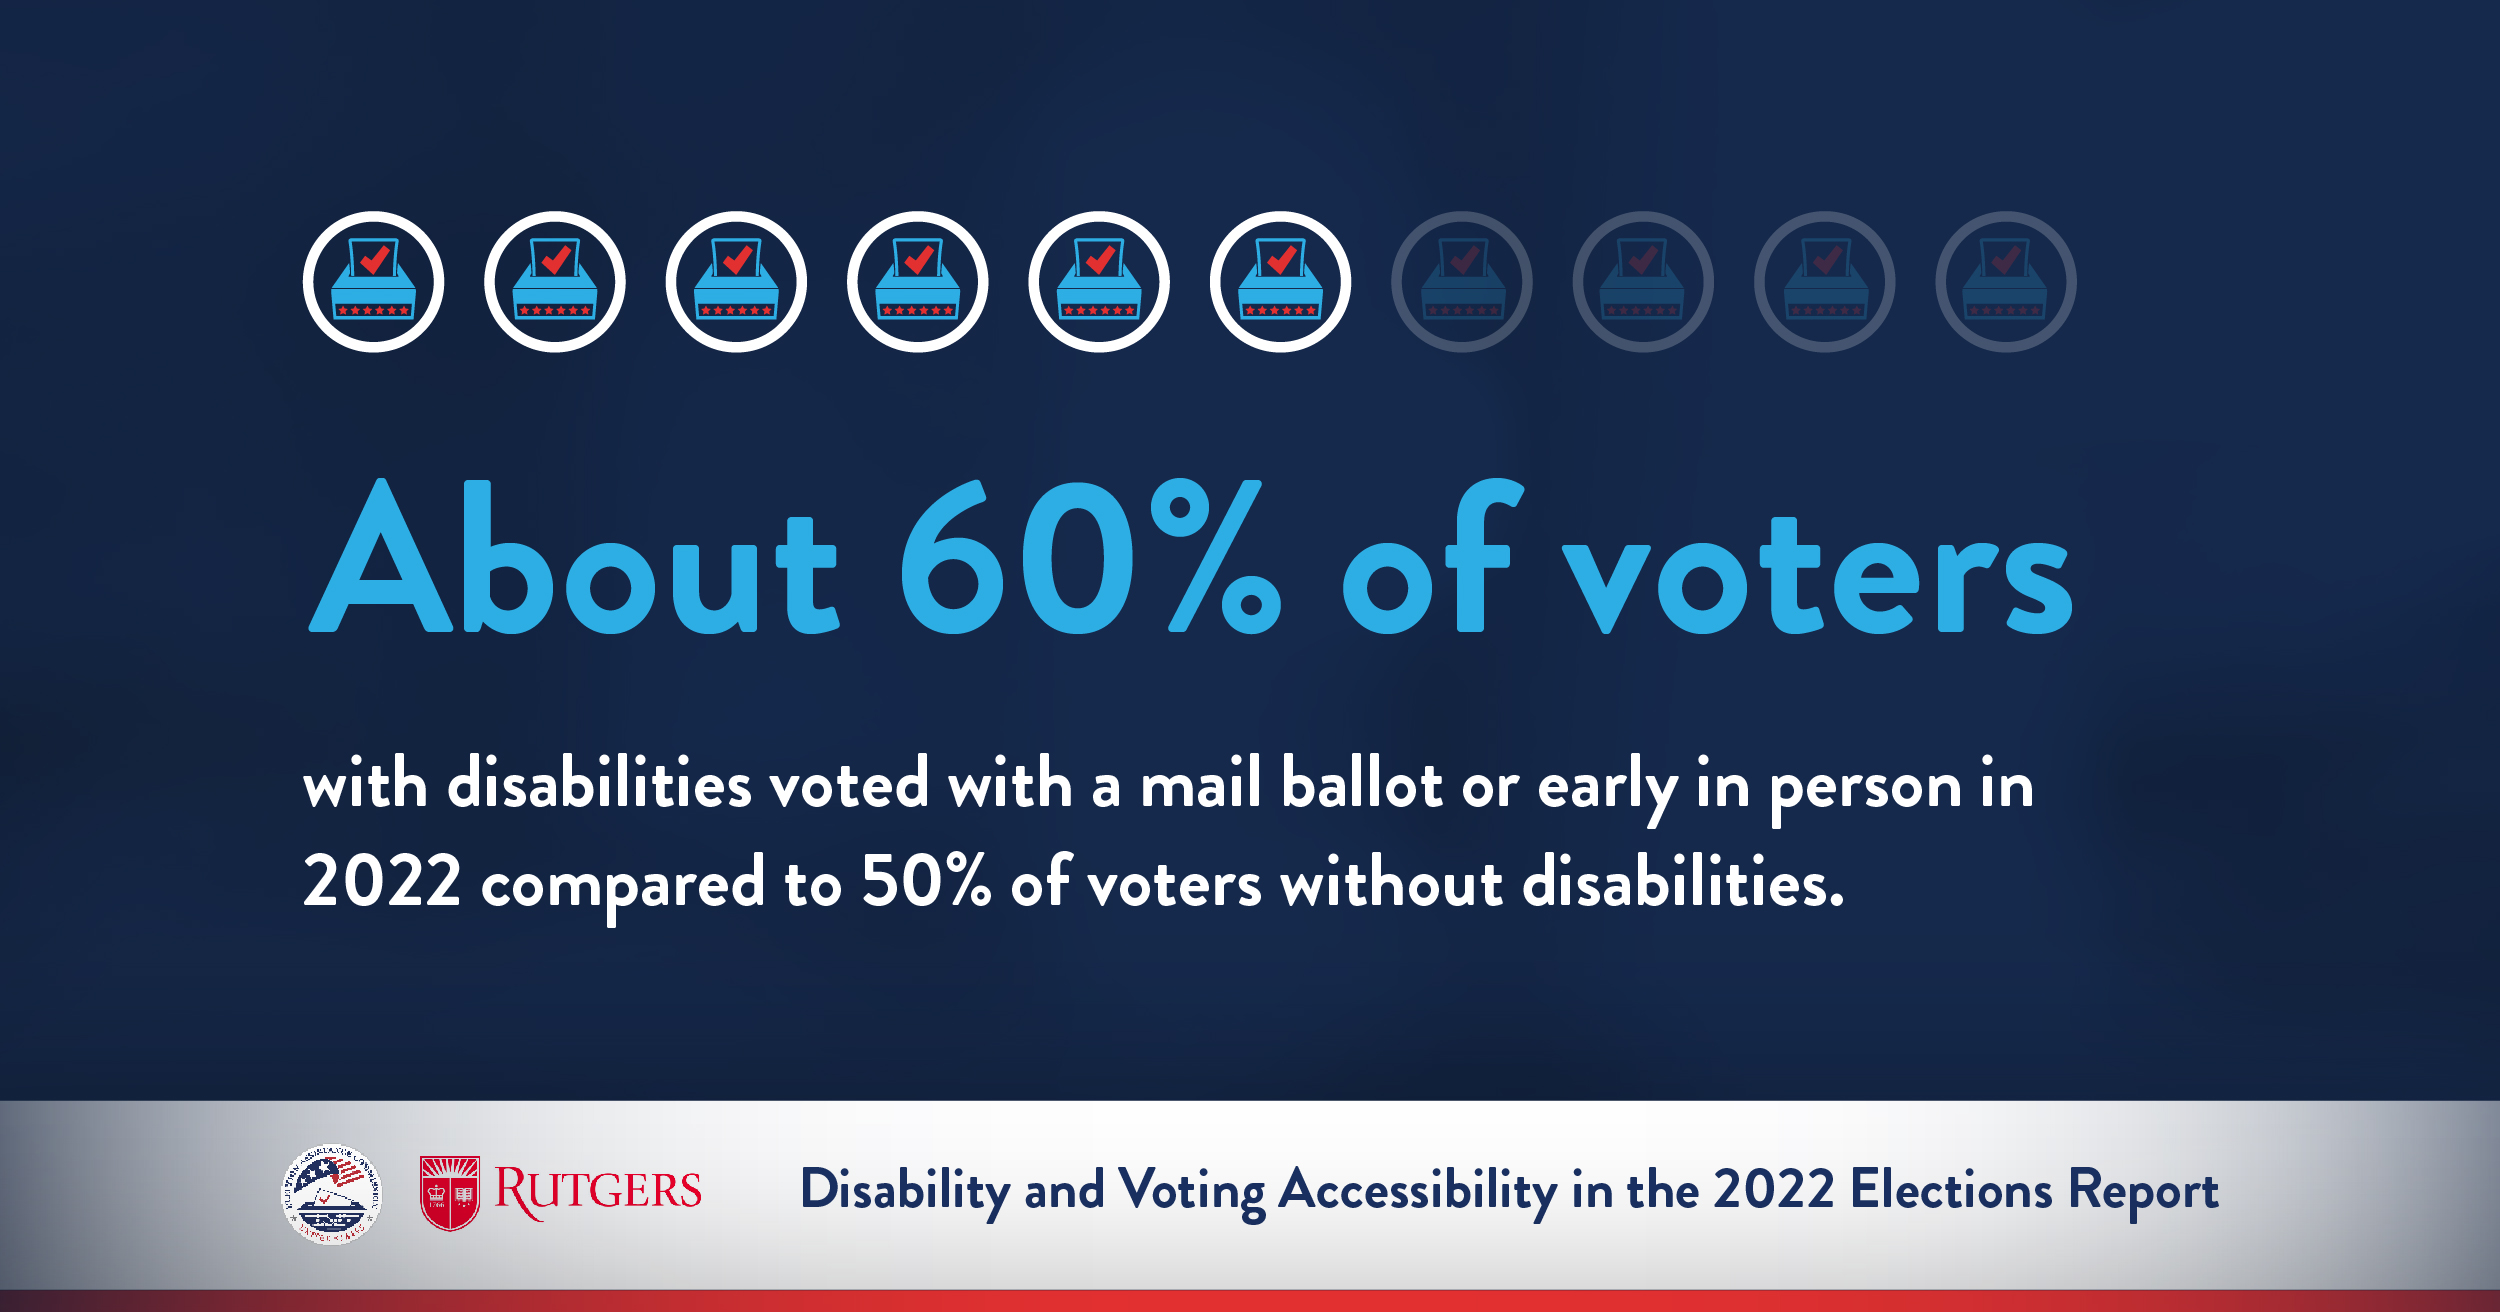 About 60% of voters
with disabilities voted with a mail ballot or early in person in
2022 compared to 50% of voters without disabilities.
RUTGERS
1766
Disability and Voting Accessibility in the 2022 Elections Report